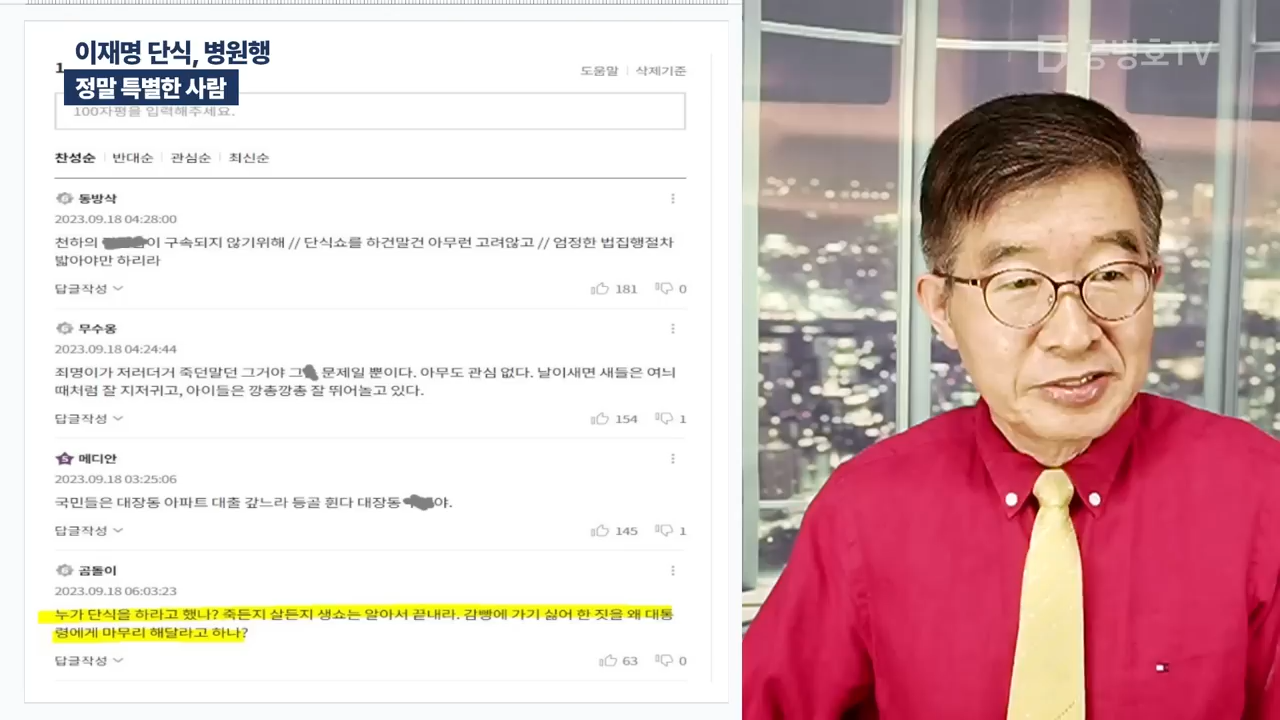 이재명 단식, 병원행
정말 특별한 사람
1
도움말 | 삭제기준
100자평을 입력해주세요.
찬성순 | 반대순 | 관심순 | 최신순
동방삭
2023.09.18 04:28:00
천하의 이 구속되지 않기위해 // 단식쇼를 하건말건 아무런 고려않고 // 엄정한 법집행절차
밟아야만 하리라
답글작성 181 0
무수옹
2023.09.18 04:24:44
죄명이가 저러더거 죽던말던 그거야 그 문제일 뿐이다. 아무도 관심 없다. 날이새면 새들은 여늬
때처럼 잘 지저귀고, 아이들은 깡총깡총 잘 뛰어놀고 있다.
답글작성 154 1
메디안
2023.09.18 03:25:06
국민들은 대장동 아파트 대출 갚느라 등골 휜다 대장동 야.
답글작성 145 1
곰돌이
2023.09.18 06:03:23
누가 단식을 하라고 했나? 죽든지 살든지 생쇼는 알아서 끝내라. 감빵에 가기 싫어 한 짓을 왜 대통
령에게 마무리 해달라고 하나?
답글작성 63 0
공병호TV